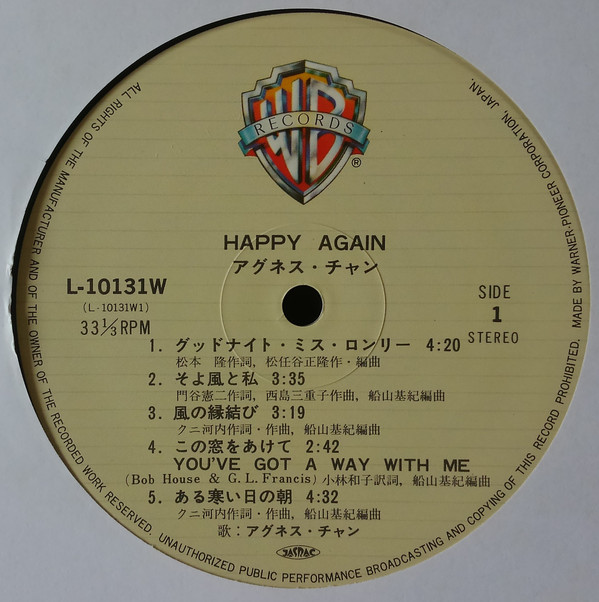 WB
RECORDS
®
HAPPY AGAIN
アグネス・チャン
L-10131W
(L-10131W1)
33⅓RPM
SIDE
1
STEREO
1. グッドナイト・ミス・ロンリー 4:20
松本 隆作詞, 松任谷正隆作・編曲
2. そよ風と私 3:35
門谷憲二作詞, 西島三重子作曲, 船山基紀編曲
3. 風の縁結び 3:19
クニ河内作詞・作曲, 船山基紀編曲
4. この窓をあけて 2:42
YOU'VE GOT A WAY WITH ME
(Bob House & G.L.Francis) 小林和子訳詞, 船山基紀編曲
5. ある寒い日の朝 4:32
クニ河内作詞・作曲, 船山基紀編曲
歌：アグネス・チャン
JASRAC
ALL RIGHTS OF THE MANUFACTURER AND OF THE OWNER OF THE RECORDED WORK RESERVED. UNAUTHORIZED PUBLIC PERFORMANCE BROADCASTING AND COPYING OF THIS RECORD PROHIBITED. MADE BY WARNER-PIONEER CORPORATION, JAPAN.